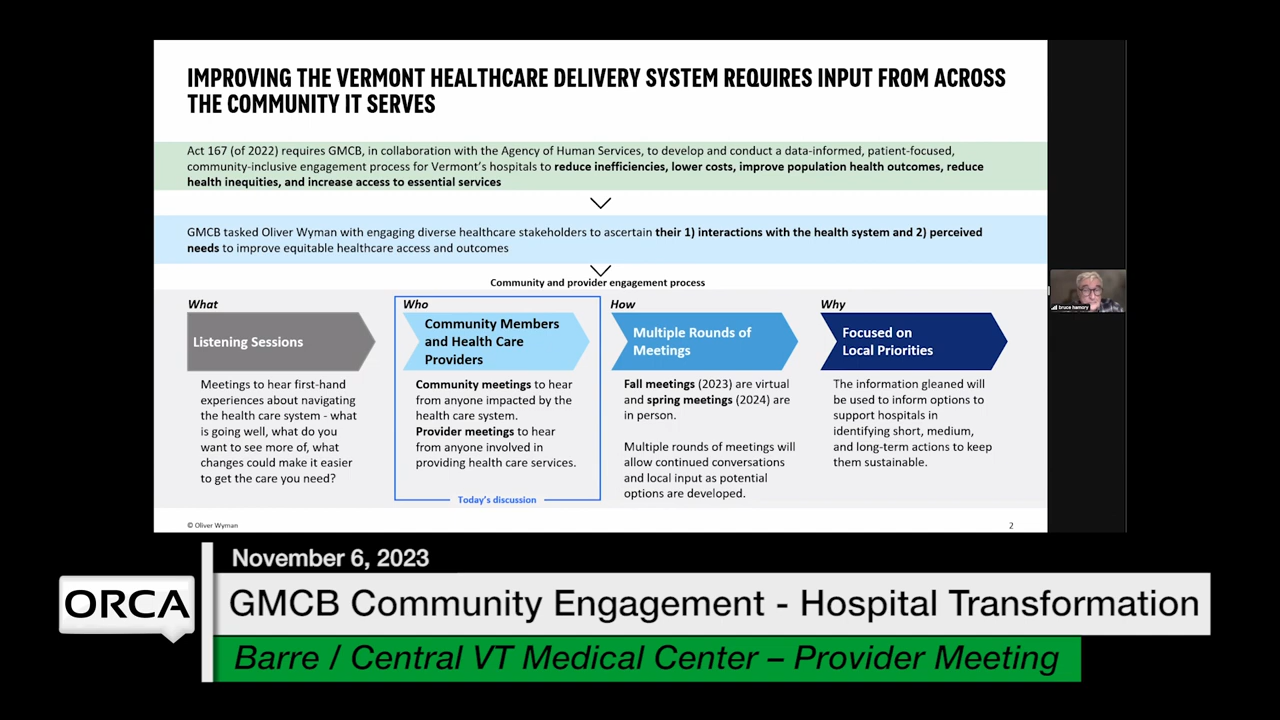 IMPROVING THE VERMONT HEALTHCARE DELIVERY SYSTEM REQUIRES INPUT FROM ACROSS
THE COMMUNITY IT SERVES
Act 167 (of 2022) requires GMCB, in collaboration with the Agency of Human Services, to develop and conduct a data-informed, patient-focused,
community-inclusive engagement process for Vermont's hospitals to reduce inefficiencies, lower costs, improve population health outcomes, reduce
health inequities, and increase access to essential services
GMCB tasked Oliver Wyman with engaging diverse healthcare stakeholders to ascertain their 1) interactions with the health system and 2) perceived
needs to improve equitable healthcare access and outcomes
Community and provider engagement process
What
Listening Sessions
Meetings to hear first-hand
experiences about navigating
the health care system - what
is going well, what do you
want to see more of, what
changes could make it easier
to get the care you need?
Who
Community Members
and Health Care
Providers
Community meetings to hear
from anyone impacted by the
health care system.
Provider meetings to hear
from anyone involved in
providing health care services.
Today's discussion
How
Multiple Rounds of
Meetings
Fall meetings (2023) are virtual
and spring meetings (2024) are
in person.
Multiple rounds of meetings will
allow continued conversations
and local input as potential
options are developed.
Why
Focused on
Local Priorities
The information gleaned will
be used to inform options to
support hospitals in
identifying short, medium,
and long-term actions to keep
them sustainable.
© Oliver Wyman
2
bruce hamory
November 6, 2023
ORCA
GMCB Community Engagement - Hospital Transformation
Barre / Central VT Medical Center – Provider Meeting